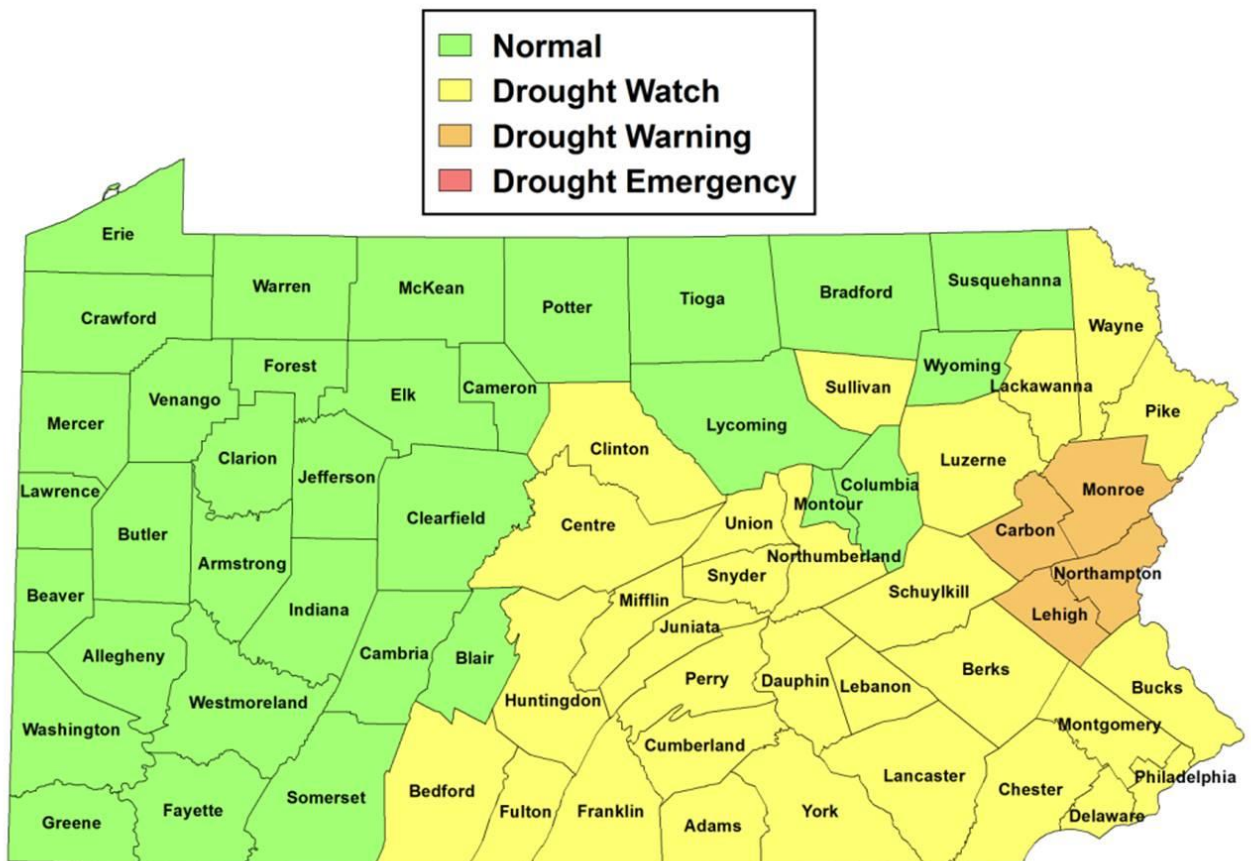 Normal
Drought Watch
Drought Warning
Drought Emergency
Erie
Warren
McKean
Potter
Tioga
Bradford
Susquehanna
Crawford
Wayne
Forest
Venango
Elk
Cameron
Sullivan
Wyoming
Lackawanna
Mercer
Pike
Clarion
Jefferson
Clinton
Lycoming
Luzerne
Lawrence
Butler
Clearfield
Centre
Union
Montour
Columbia
Monroe
Carbon
Armstrong
Northumberland
Northampton
Beaver
Indiana
Mifflin
Snyder
Schuylkill
Lehigh
Allegheny
Cambria
Blair
Juniata
Westmoreland
Huntingdon
Perry
Dauphin
Lebanon
Berks
Bucks
Washington
Cumberland
Montgomery
Greene
Fayette
Somerset
Bedford
Fulton
Franklin
Adams
York
Lancaster
Chester
Delaware
Philadelphia